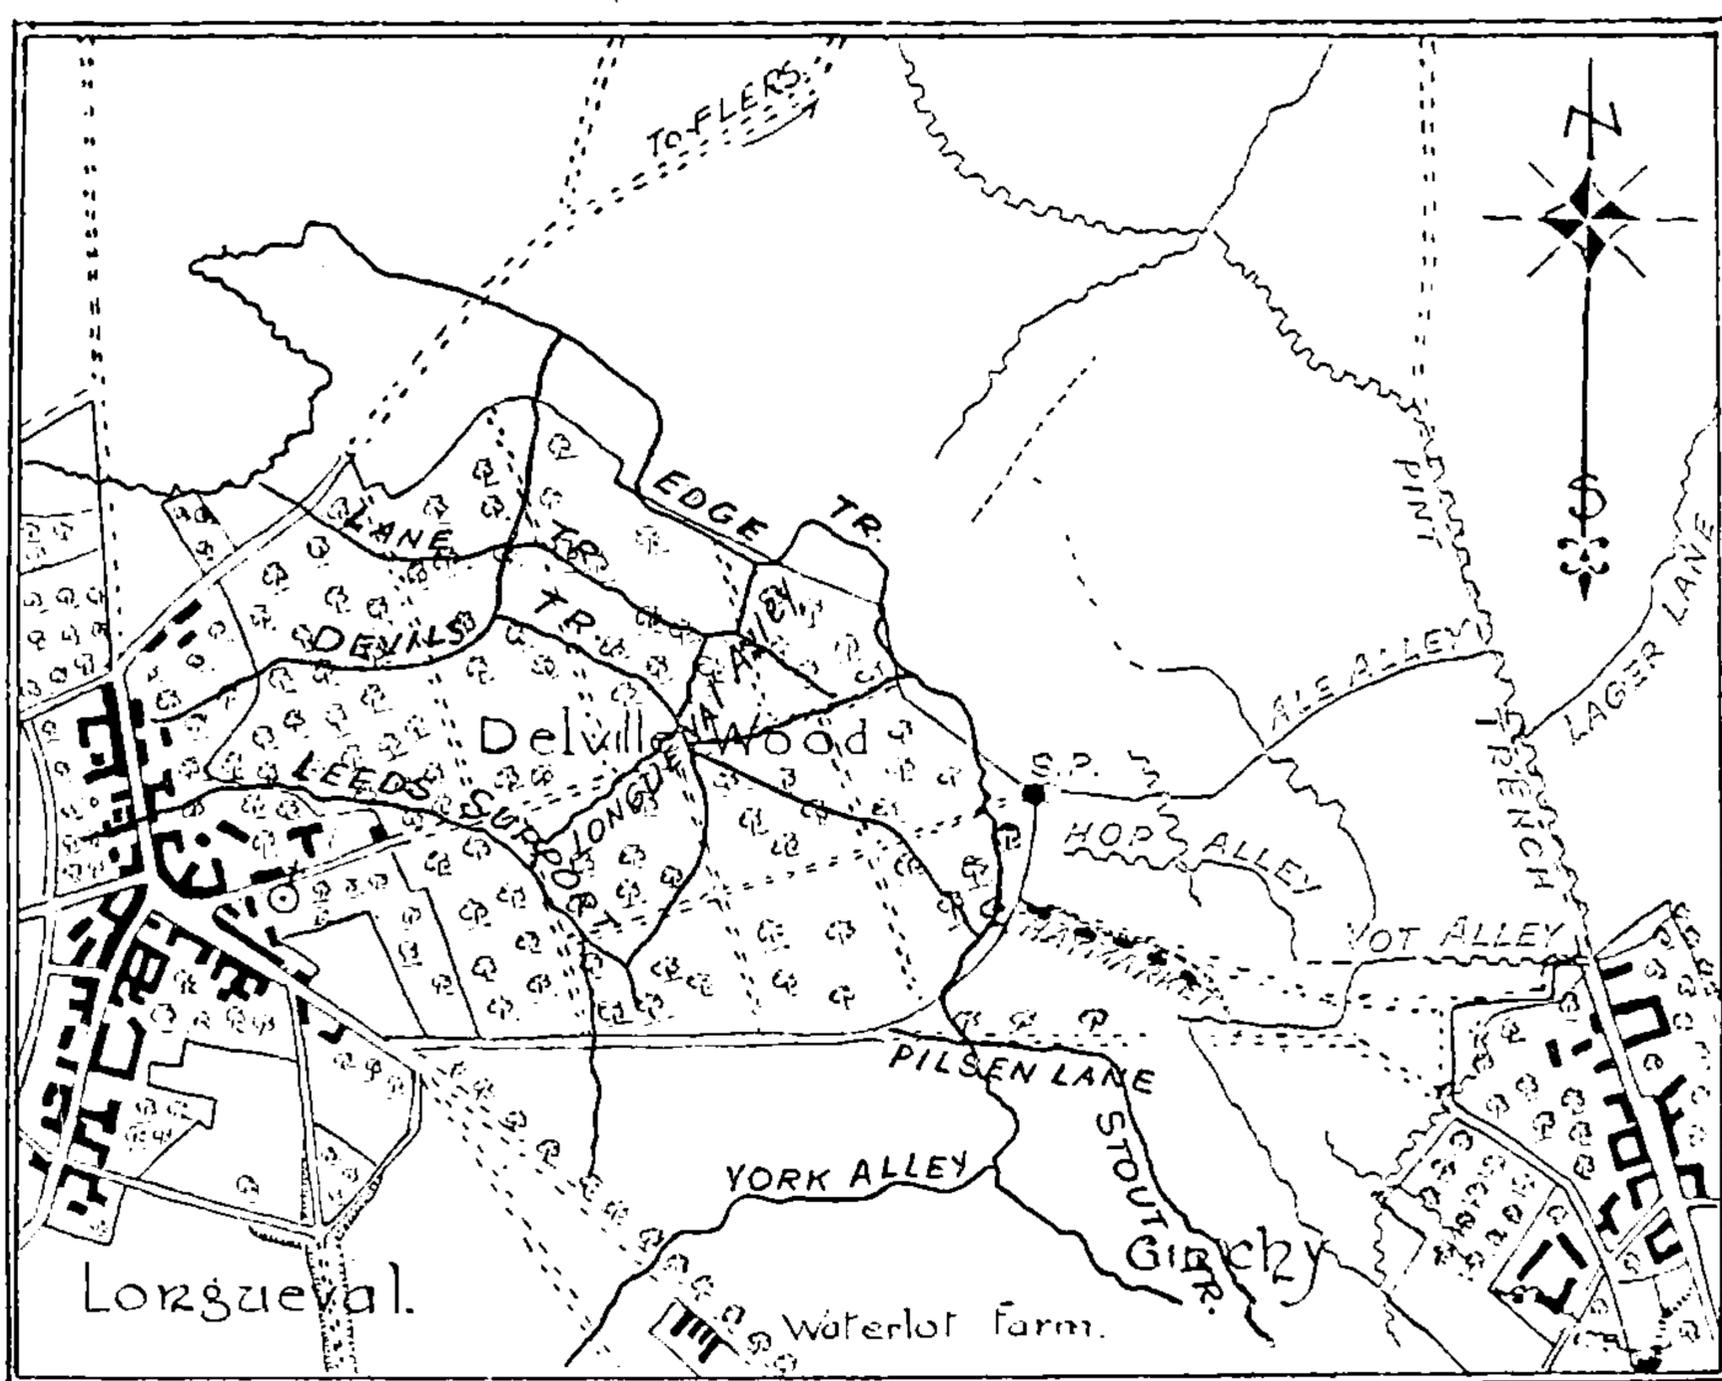 To FLERS
N
S
EDGE TR.
LANE TR.
DEVILS TR.
PINT TRENCH
LAGER LANE
ALE ALLEY
Delville Wood
LEEDS SUPPORT
LONGUEVAL ALLEY
S.P.
HOP ALLEY
HAYMARKET
VOT ALLEY
PILSEN LANE
STOUT TR.
YORK ALLEY
Ginchy
Longueval.
Waterlot Farm.